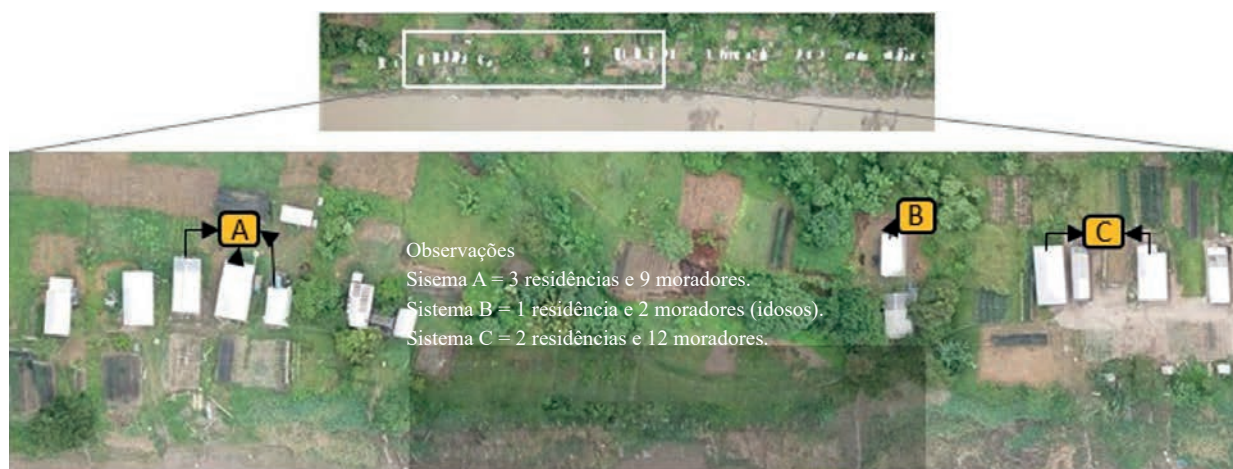 A
B
C
Observações
Sisema A = 3 residências e 9 moradores.
Sistema B = 1 residência e 2 moradores (idosos).
Sistema C = 2 residências e 12 moradores.